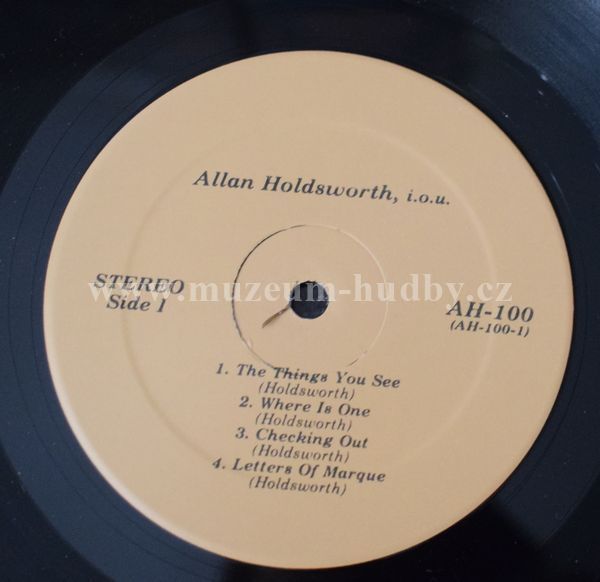 Allan Holdsworth, i.o.u.
www.muzeum-hudby.cz
STEREO
Side I
AH-100
(AH-100-1)
1. The Things You See
(Holdsworth)
2. Where Is One
(Holdsworth)
3. Checking Out
(Holdsworth)
4. Letters Of Marque
(Holdsworth)